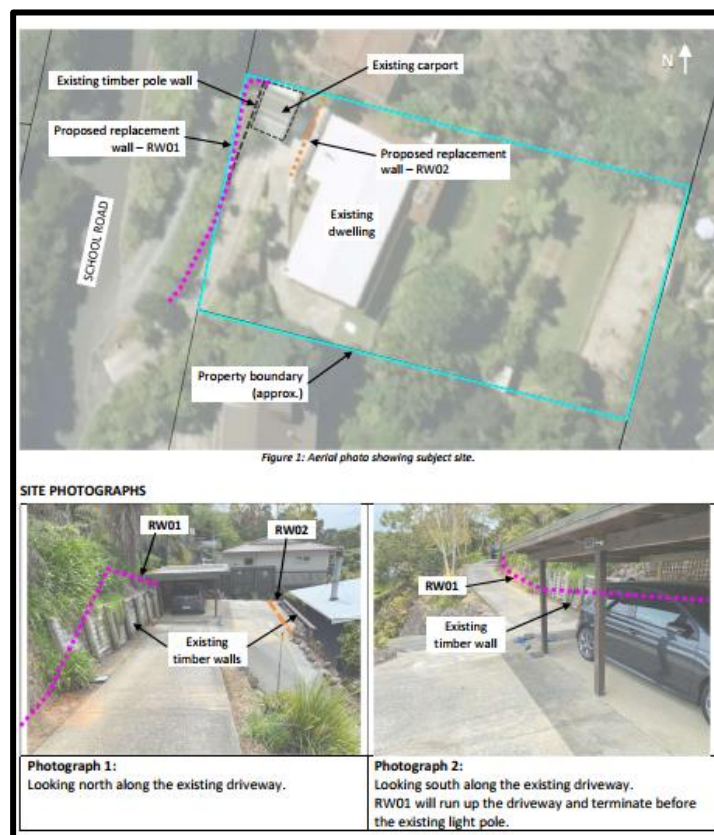 Existing carport
N
Existing timber pole wall
Proposed replacement
wall – RW01
Proposed replacement
wall – RW02
Existing
dwelling
SCHOOL ROAD
Property boundary
(approx.)
Figure 1: Aerial photo showing subject site.
SITE PHOTOGRAPHS
RW01
RW02
Existing
timber walls
RW01
Existing
timber wall
Photograph 1:
Looking north along the existing driveway.
Photograph 2:
Looking south along the existing driveway.
RW01 will run up the driveway and terminate before
the existing light pole.